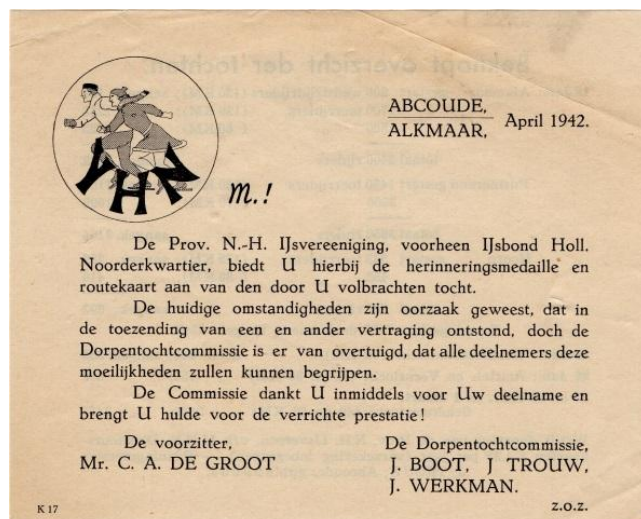 ABCOUDE,
ALKMAAR, April 1942.
IJHN
M.!
De Prov. N.-H. IJsvereeniging, voorheen IJsbond Holl.
Noorderkwartier, biedt U hierbij de herinneringsmedaille en
routekaart aan van den door U volbrachten tocht.
De huidige omstandigheden zijn oorzaak geweest, dat in
de toezending van een en ander vertraging ontstond, doch de
Dorpentochtcommissie is er van overtuigd, dat alle deelnemers deze
moeilijkheden zullen kunnen begrijpen.
De Commissie dankt U inmiddels voor Uw deelname en
brengt U hulde voor de verrichte prestatie!
De voorzitter,
Mr. C. A. DE GROOT
De Dorpentochtcommissie,
J. BOOT, J TROUW,
J. WERKMAN.
K 17
z.o.z.